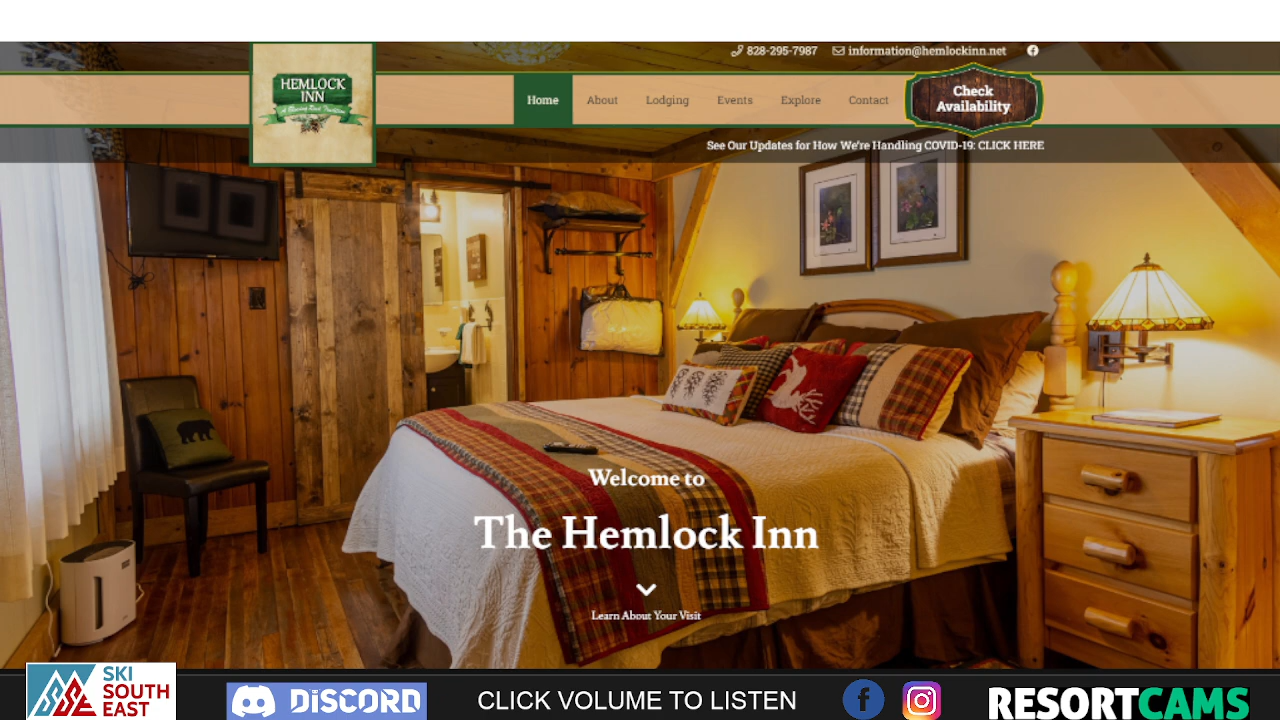 828-295-7987 information@hemlockinn.net
HEMLOCK
INN
Home About Lodging Events Explore Contact
Check
Availability
See Our Updates for How We're Handling COVID-19: CLICK HERE
Welcome to
The Hemlock Inn
Learn About Your Visit
SKI
SOUTH
EAST
DISCORD
CLICK VOLUME TO LISTEN
RESORTCAMS